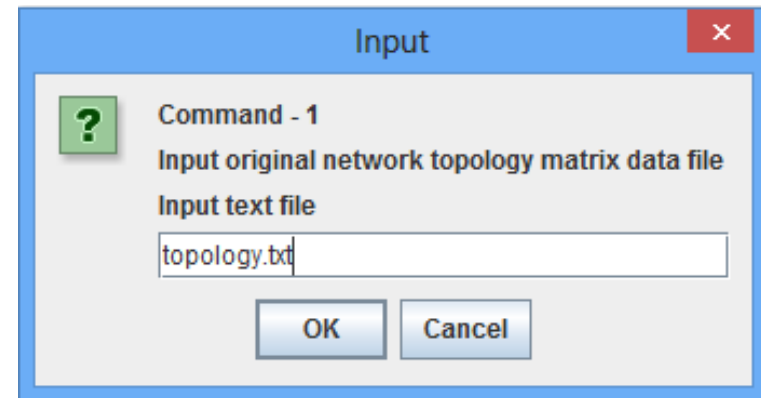 Input
×
?
Command - 1
Input original network topology matrix data file
Input text file
topology.txt
OK
Cancel